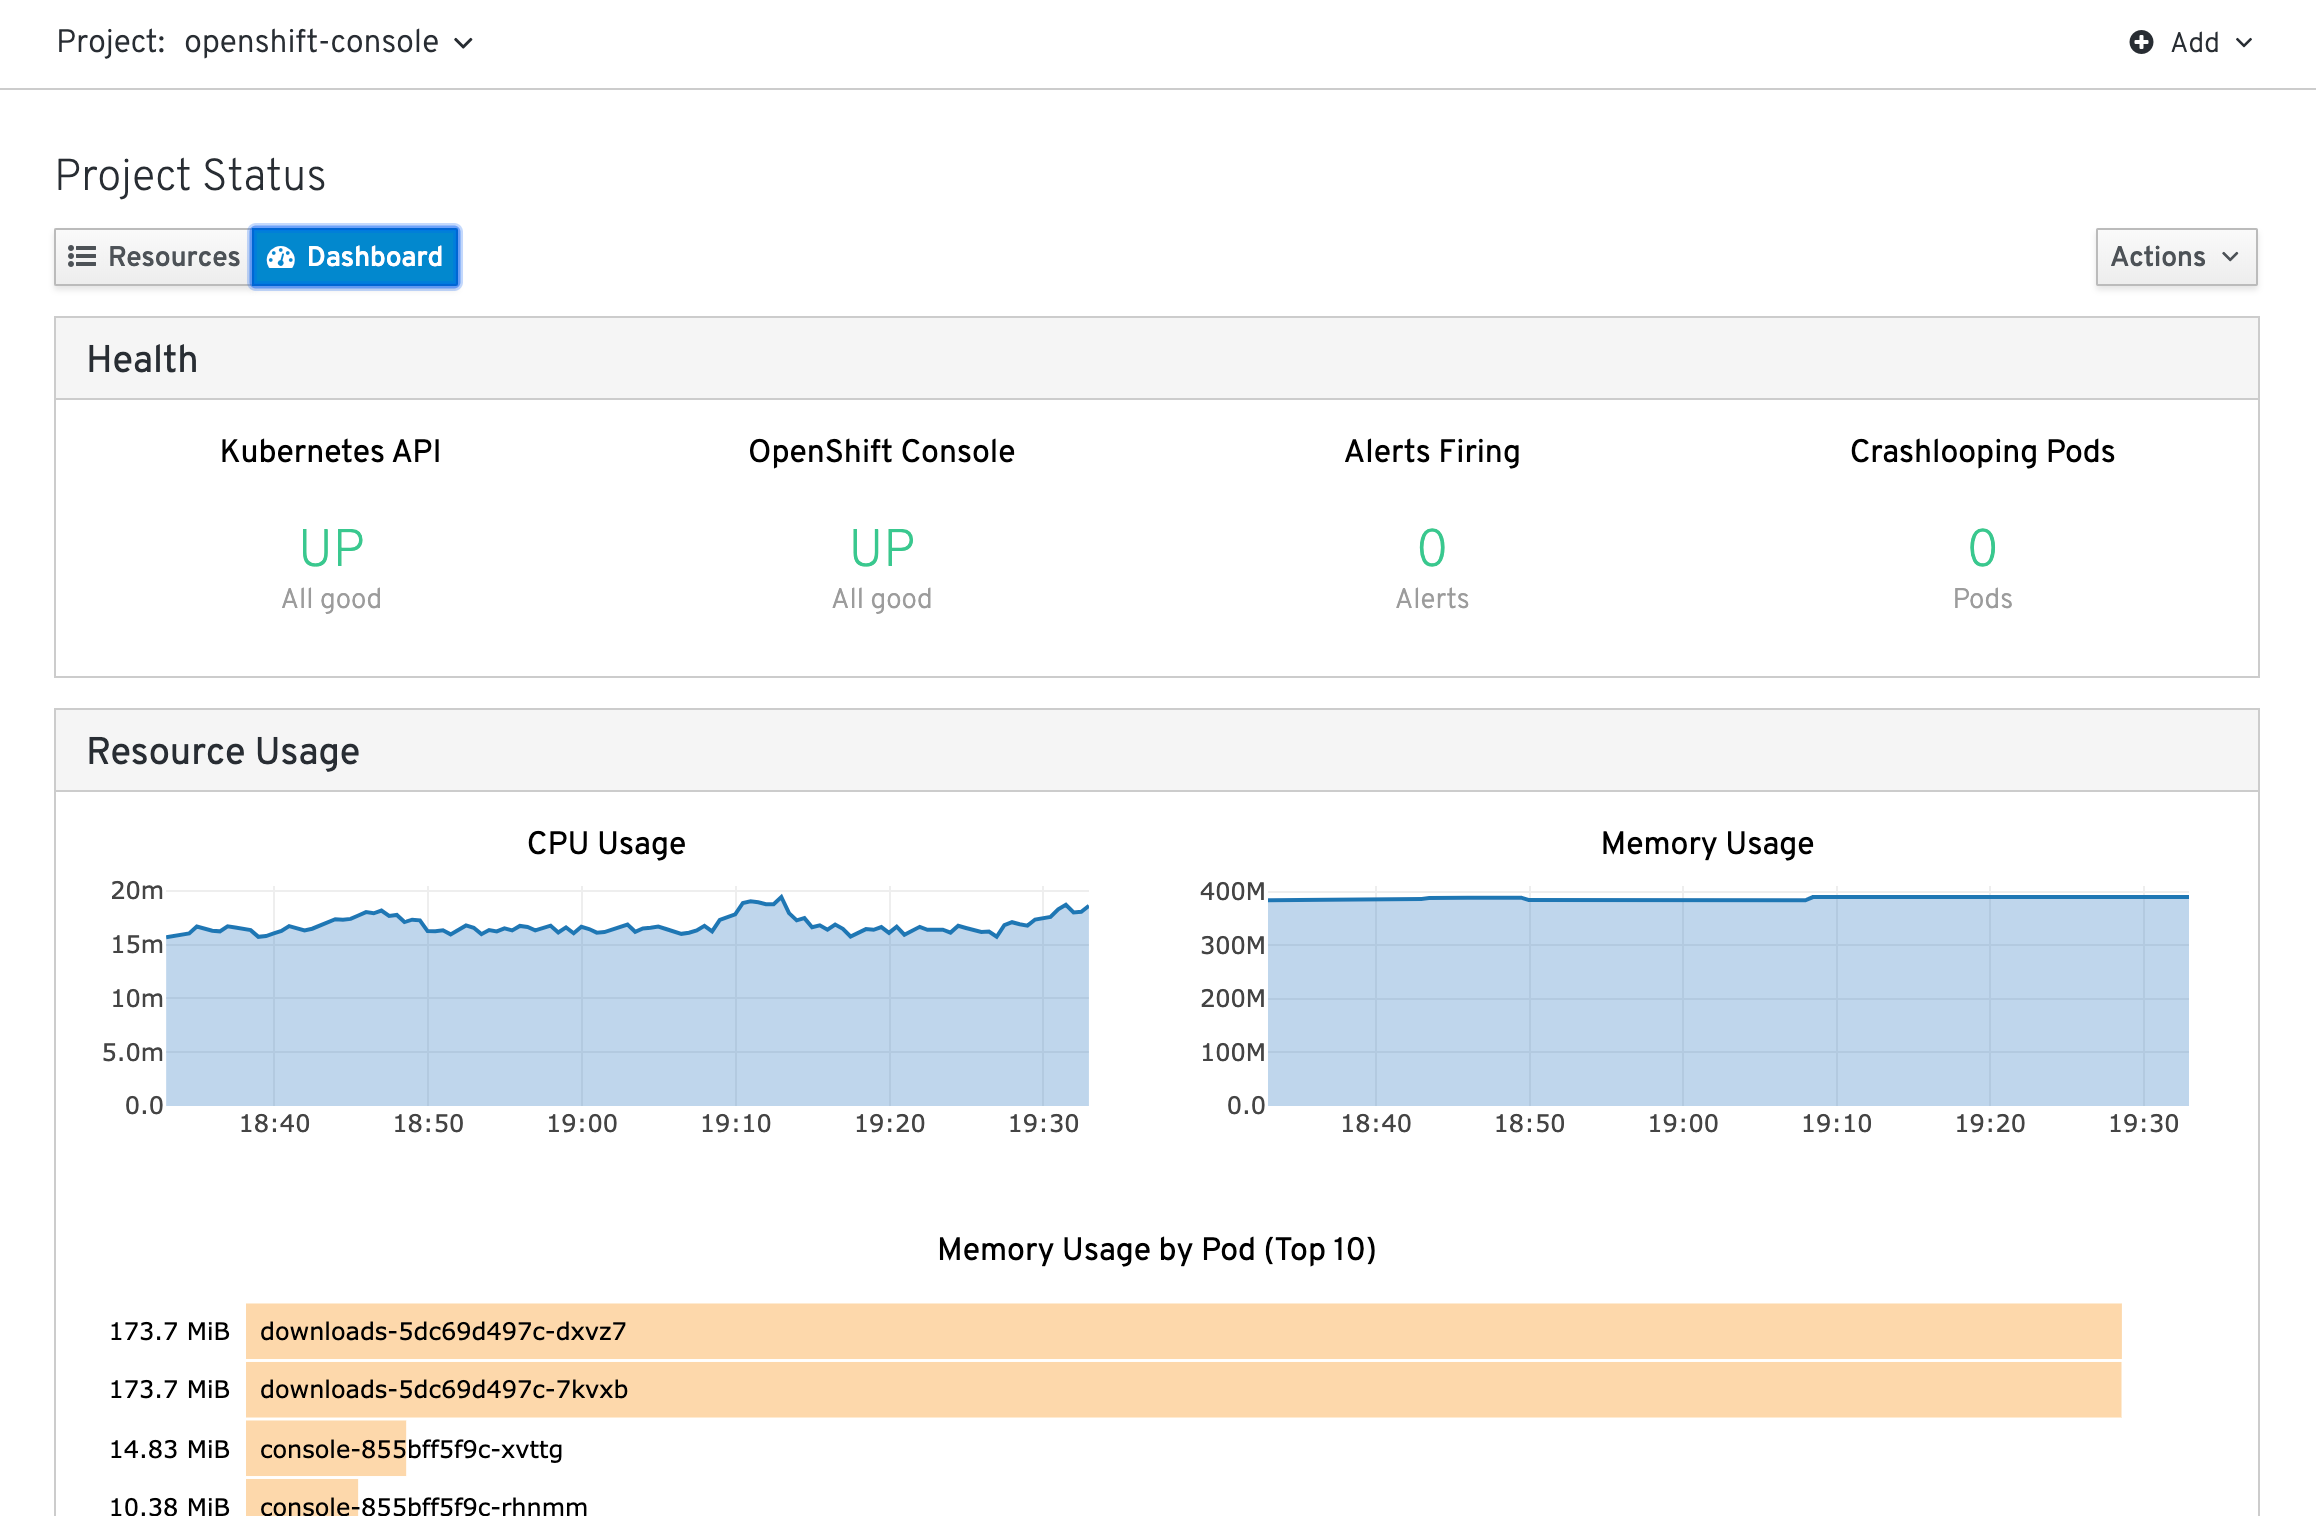 Project: openshift-console
Add
Project Status
Resources
Dashboard
Actions
Health
Kubernetes API
OpenShift Console
Alerts Firing
Crashlooping Pods
UP
UP
0
0
All good
All good
Alerts
Pods
Resource Usage
CPU Usage
20m
15m
10m
5.0m
0.0
18:40 18:50 19:00 19:10 19:20 19:30
Memory Usage
400M
300M
200M
100M
0.0
18:40 18:50 19:00 19:10 19:20 19:30
Memory Usage by Pod (Top 10)
173.7 MiB downloads-5dc69d497c-dxvz7
173.7 MiB downloads-5dc69d497c-7kvxb
14.83 MiB console-855bff5f9c-xvttg
10.38 MiB console-855bff5f9c-rhnmm